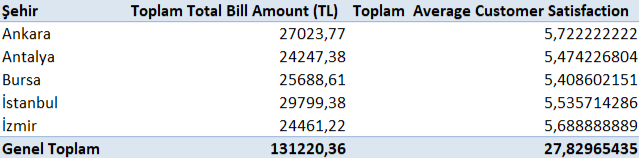 Şehir Toplam Total Bill Amount (TL) Toplam Average Customer Satisfaction
Ankara 27023,77 5,722222222
Antalya 24247,38 5,474226804
Bursa 25688,61 5,408602151
İstanbul 29799,38 5,535714286
İzmir 24461,22 5,688888889
Genel Toplam 131220,36 27,82965435